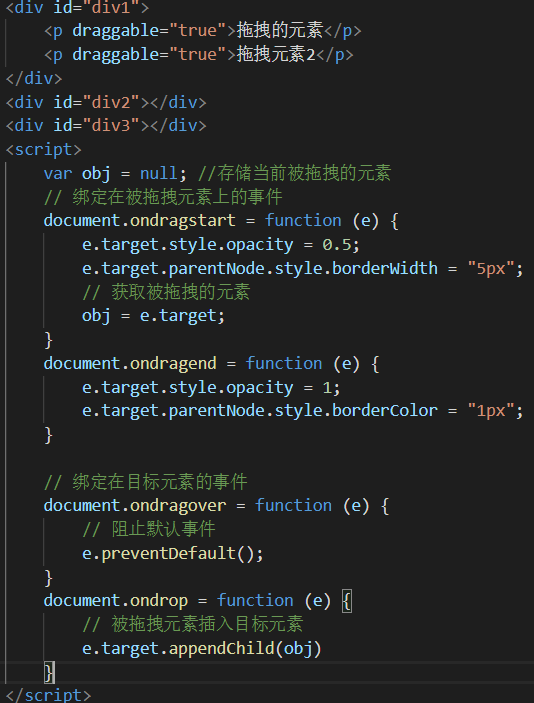 <div id="div1">
<p draggable="true">拖拽的元素</p>
<p draggable="true">拖拽元素2</p>
</div>
<div id="div2"></div>
<div id="div3"></div>
<script>
var obj = null; //存储当前被拖拽的元素
// 绑定在被拖拽元素上的事件
document.ondragstart = function (e) {
e.target.style.opacity = 0.5;
e.target.parentNode.style.borderWidth = "5px";
// 获取被拖拽的元素
obj = e.target;
}
document.ondragend = function (e) {
e.target.style.opacity = 1;
e.target.parentNode.style.borderColor = "1px";
}
// 绑定在目标元素的事件
document.ondragover = function (e) {
// 阻止默认事件
e.preventDefault();
}
document.ondrop = function (e) {
// 被拖拽元素插入目标元素
e.target.appendChild(obj)
}
</script>